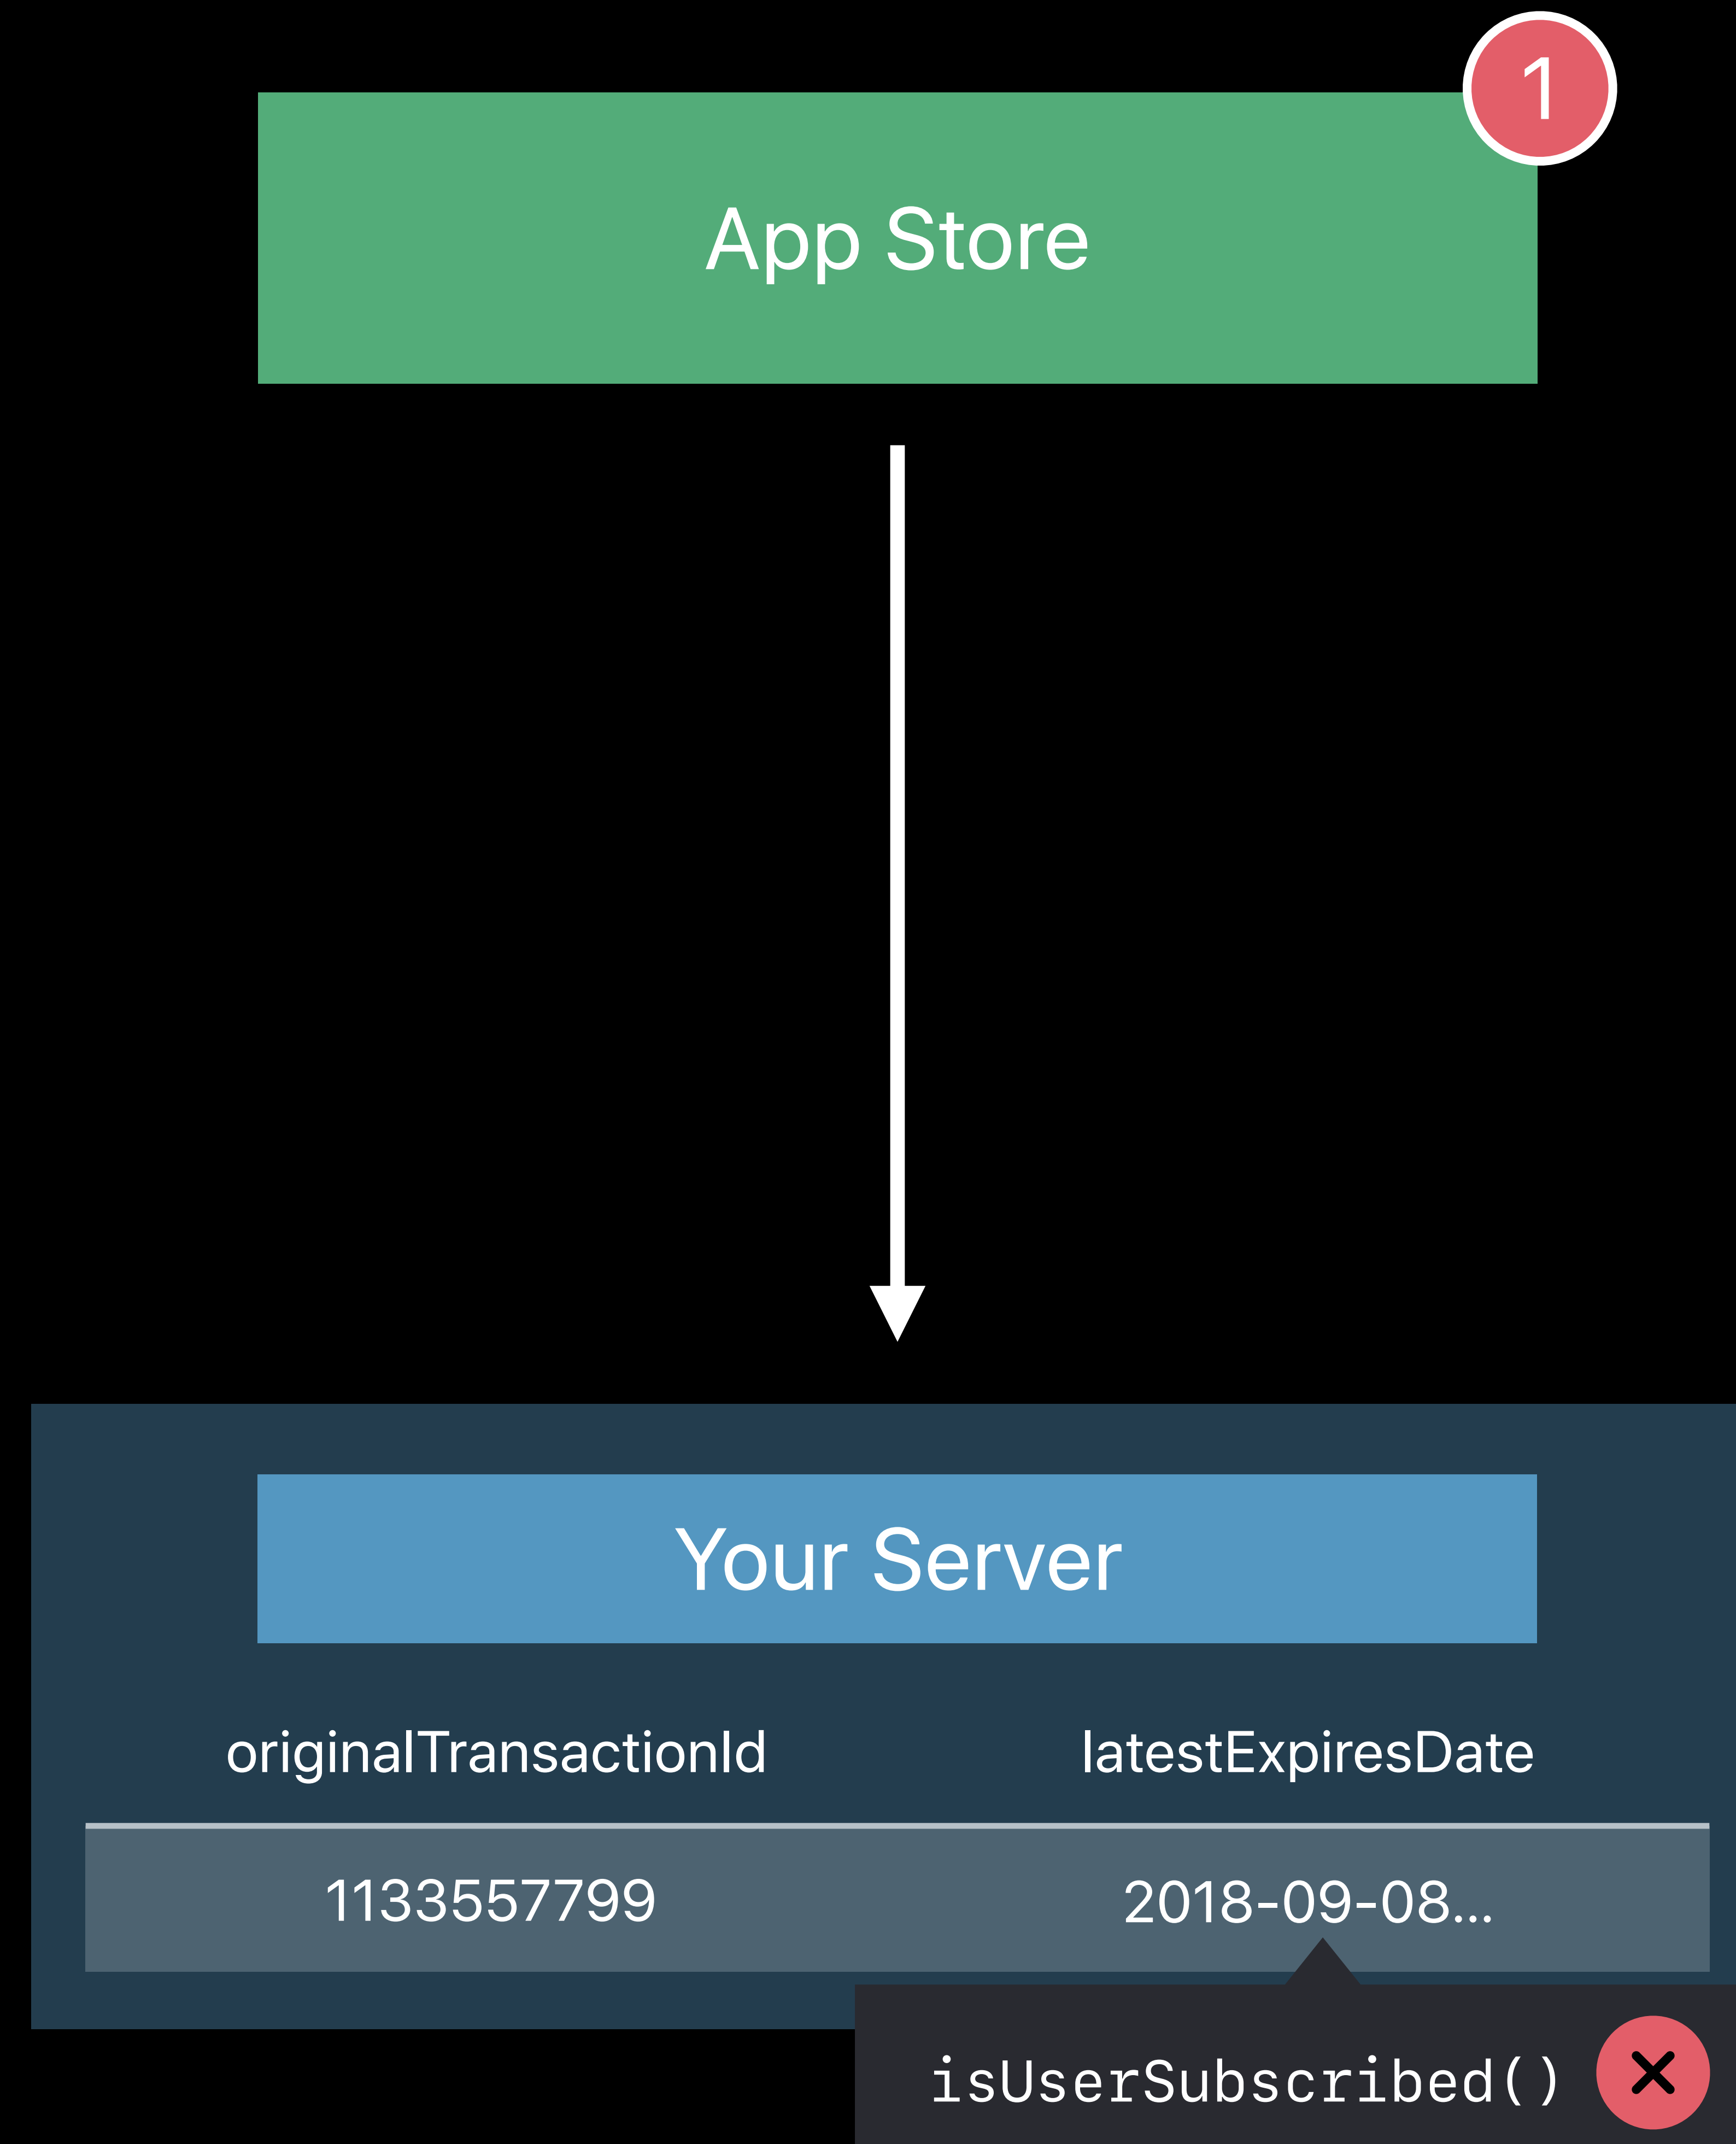 1
App Store
Your Server
originalTransactionId latestExpiresDate
1133557799 2018-09-08...
isUserSubscribed()